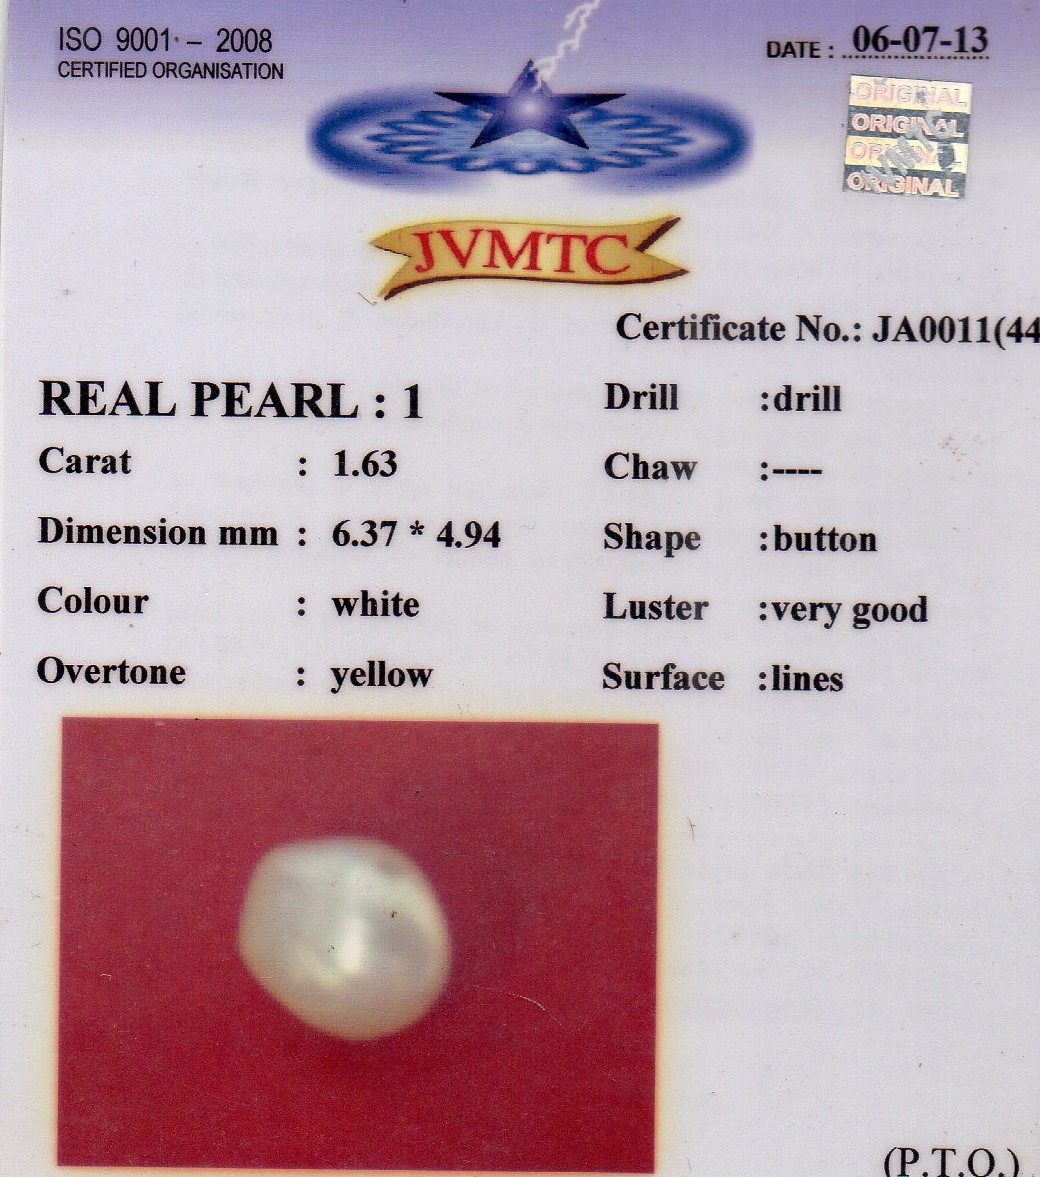 ISO 9001 – 2008
CERTIFIED ORGANISATION
DATE : 06-07-13
ORIGINAL
ORIGINAL
ORIGINAL
ORIGINAL
JVMTC
Certificate No.: JA0011(44
REAL PEARL : 1
Drill :drill
Carat : 1.63
Chaw :----
Dimension mm : 6.37 * 4.94
Shape :button
Colour : white
Luster :very good
Overtone : yellow
Surface :lines
(P.T.O.)